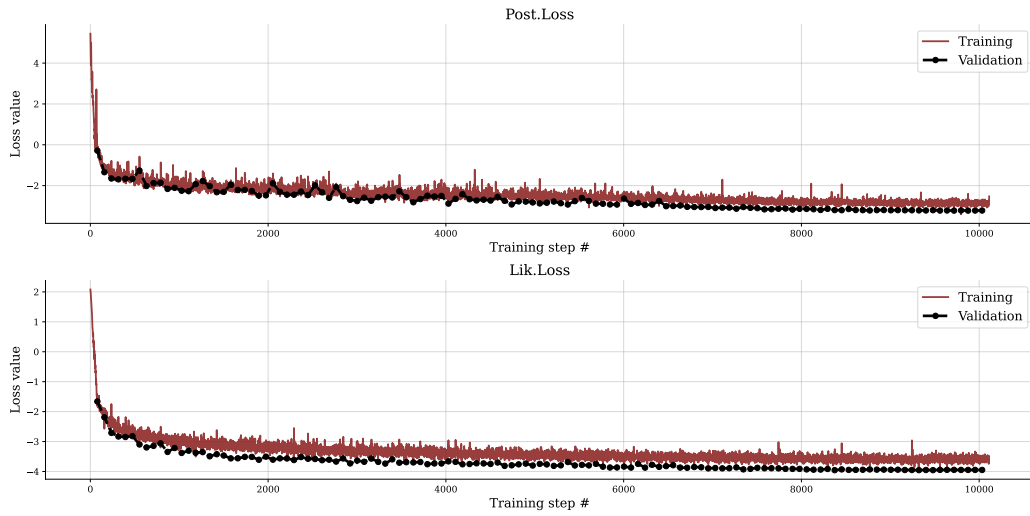 Post.Loss
Loss value
4
2
0
−2
Training
Validation
0
2000
4000
6000
8000
10000
Training step #
Lik.Loss
Loss value
2
1
0
−1
−2
−3
−4
Training
Validation
0
2000
4000
6000
8000
10000
Training step #